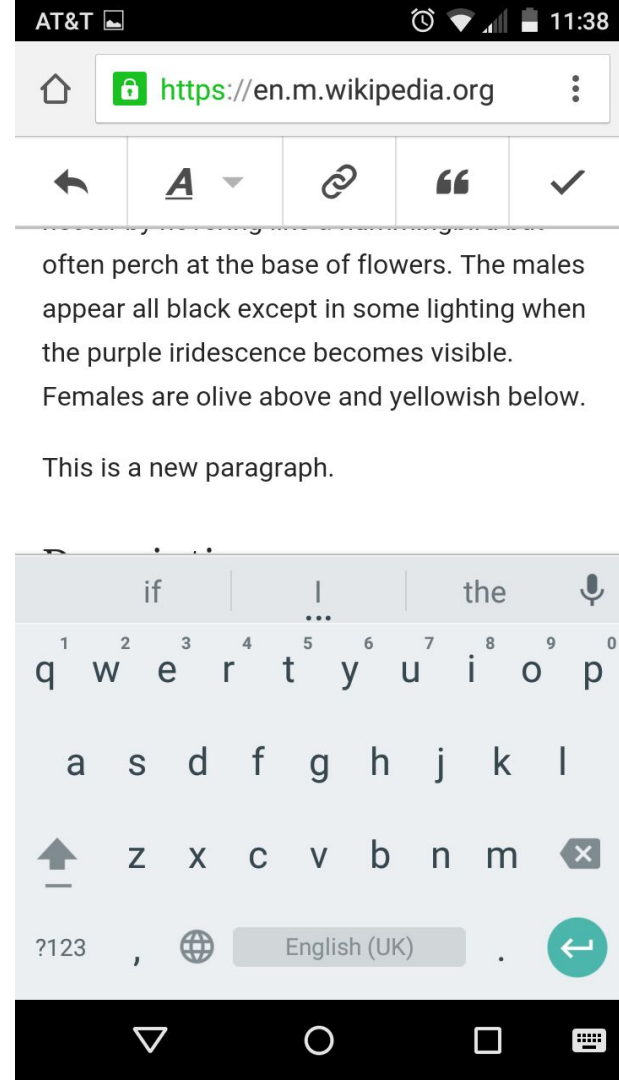 AT&T 11:38
https://en.m.wikipedia.org
A
often perch at the base of flowers. The males
appear all black except in some lighting when
the purple iridescence becomes visible.
Females are olive above and yellowish below.
This is a new paragraph.
if I the
1 2 3 4 5 6 7 8 9 0
q w e r t y u i o p
a s d f g h j k l
z x c v b n m
?123 , English (UK) .